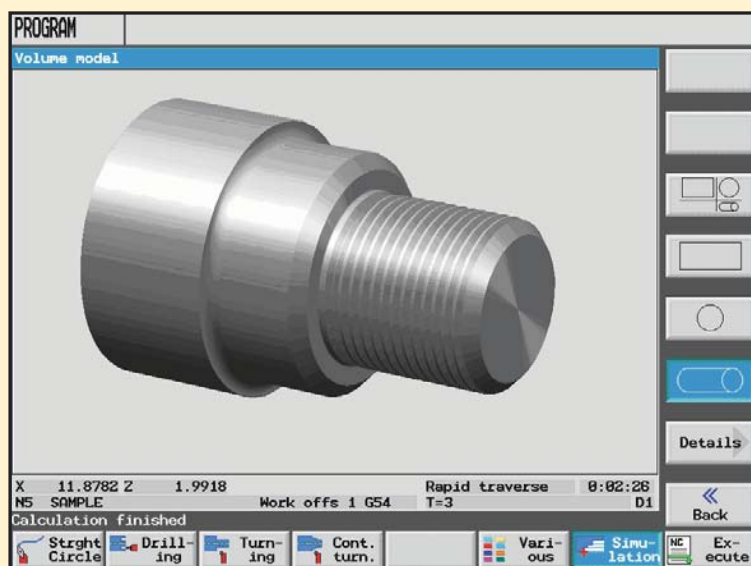 PROGRAM
Volume model
Details
X 11.8782 Z 1.9918 Rapid traverse 0:02:26
N5 SAMPLE Work offs 1 G54 T=3 D1
Calculation finished
«
Back
Strght
Circle
Drill-
ing
Turn-
ing
Cont.
turn.
Vari-
ous
Simu-
lation
NC
Ex-
ecute